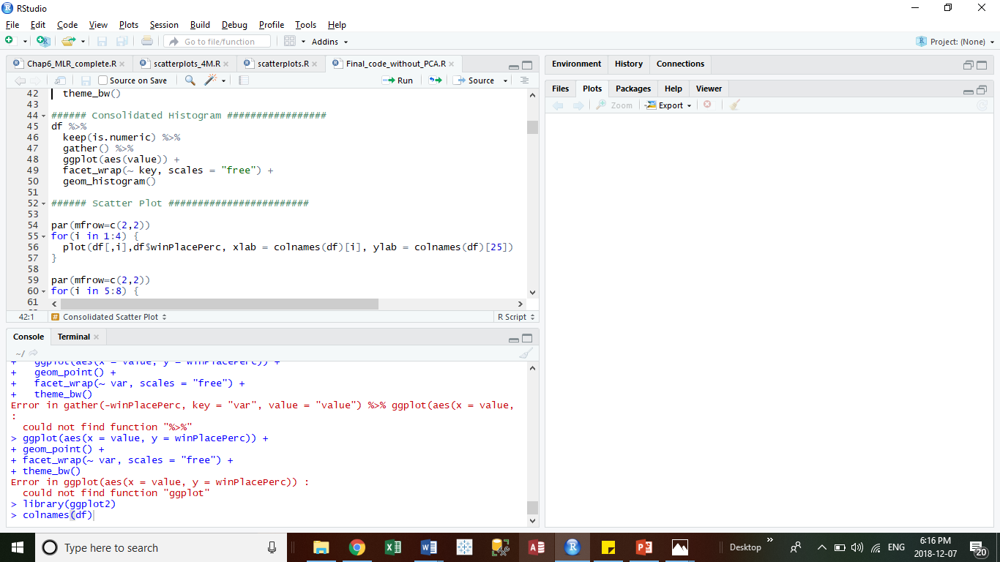 RStudio
File Edit Code View Plots Session Build Debug Profile Tools Help
Go to file/function Addins Project: (None)
Chap6_MLR_complete.R scatterplots_4M.R scatterplots.R Final_code_without_PCA.R
Source on Save Run Source
42 theme_bw()
43
44 ###### Consolidated Histogram #################
45 df %>%
46 keep(is.numeric) %>%
47 gather() %>%
48 ggplot(aes(value)) +
49 facet_wrap(~ key, scales = "free") +
50 geom_histogram()
51
52 ###### Scatter Plot ########################
53
54 par(mfrow=c(2,2))
55 for(i in 1:4) {
56 plot(df[,i],df$winPlacePerc, xlab = colnames(df)[i], ylab = colnames(df)[25])
57 }
58
59 par(mfrow=c(2,2))
60 for(i in 5:8) {
61
42:1 # Consolidated Scatter Plot R Script
Console Terminal
~/
+ ggplot(aes(x = value, y = winPlacePerc)) +
+ geom_point() +
+ facet_wrap(~ var, scales = "free") +
+ theme_bw()
Error in gather(-winPlacePerc, key = "var", value = "value") %>% ggplot(aes(x = value,
:
could not find function "%>%"
> ggplot(aes(x = value, y = winPlacePerc)) +
+ geom_point() +
+ facet_wrap(~ var, scales = "free") +
+ theme_bw()
Error in ggplot(aes(x = value, y = winPlacePerc)) :
could not find function "ggplot"
> library(ggplot2)
> colnames(df)
Environment History Connections
Files Plots Packages Help Viewer
Zoom Export
Type here to search Desktop ENG 6:16 PM
2018-12-07 20